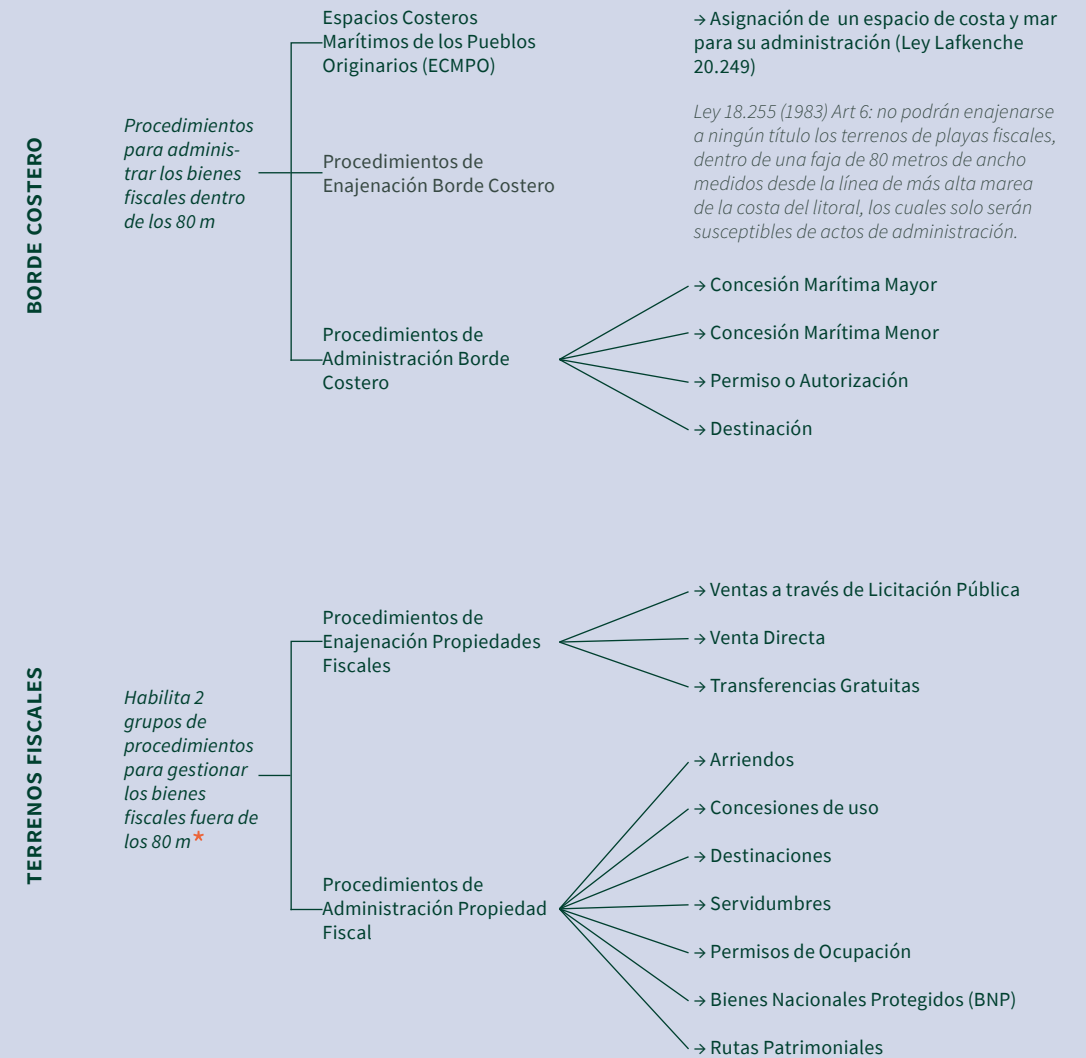 BORDE COSTERO
Procedimientos
para adminis-
trar los bienes
fiscales dentro
de los 80 m
Espacios Costeros
Marítimos de los Pueblos
Originarios (ECMPO)
→ Asignación de un espacio de costa y mar
para su administración (Ley Lafkenche
20.249)
Procedimientos de
Enajenación Borde Costero
Ley 18.255 (1983) Art 6: no podrán enajenarse
a ningún título los terrenos de playas fiscales,
dentro de una faja de 80 metros de ancho
medidos desde la línea de más alta marea
de la costa del litoral, los cuales solo serán
susceptibles de actos de administración.
Procedimientos de
Administración Borde
Costero
→ Concesión Marítima Mayor
→ Concesión Marítima Menor
→ Permiso o Autorización
→ Destinación
TERRENOS FISCALES
Habilita 2
grupos de
procedimientos
para gestionar
los bienes
fiscales fuera de
los 80 m*
Procedimientos de
Enajenación Propiedades
Fiscales
→ Ventas a través de Licitación Pública
→ Venta Directa
→ Transferencias Gratuitas
Procedimientos de
Administración Propiedad
Fiscal
→ Arriendos
→ Concesiones de uso
→ Destinaciones
→ Servidumbres
→ Permisos de Ocupación
→ Bienes Nacionales Protegidos (BNP)
→ Rutas Patrimoniales